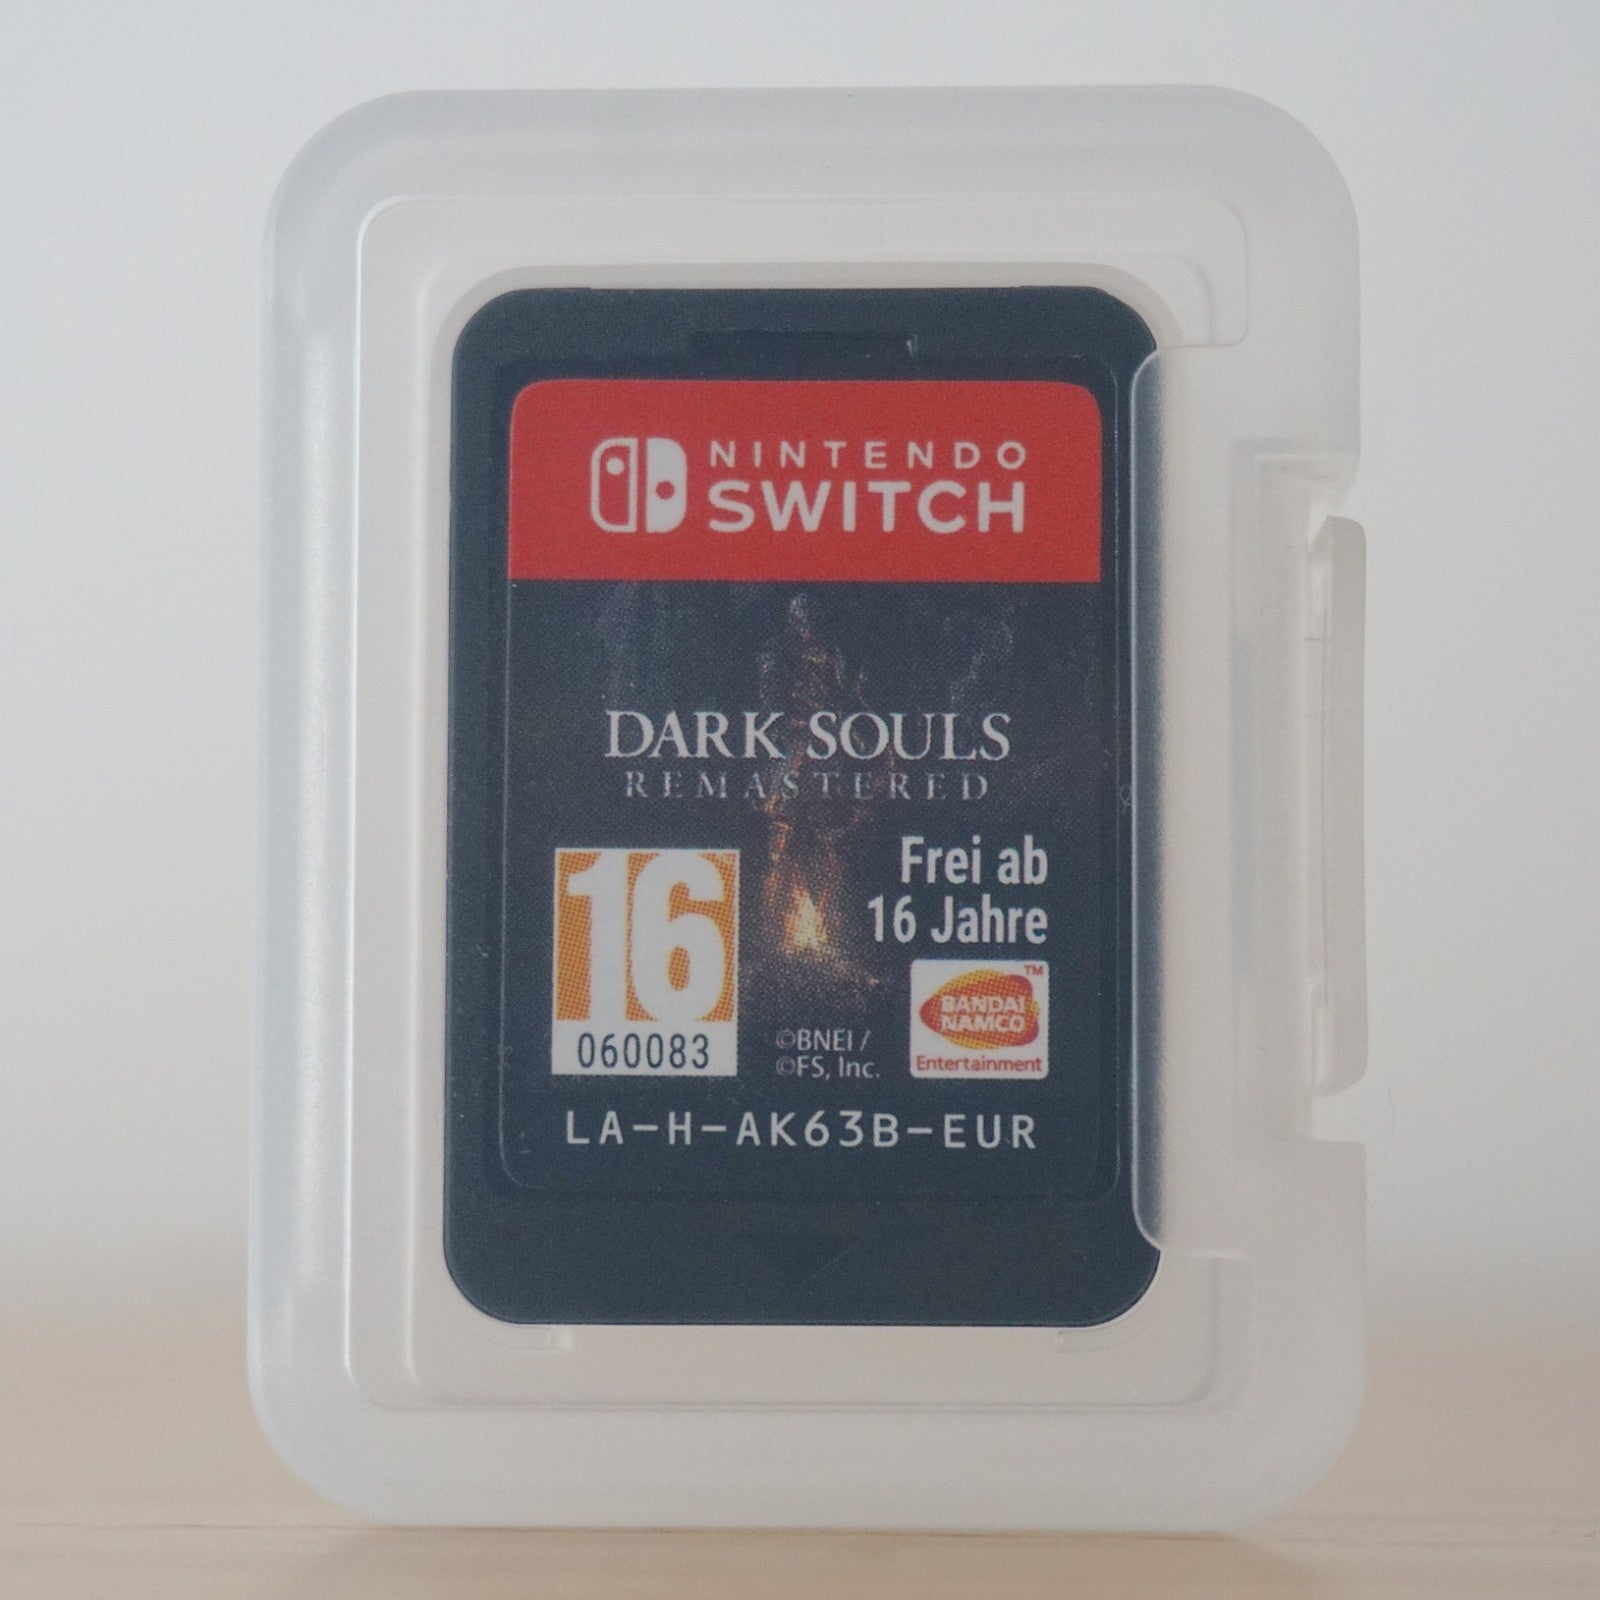 NINTENDO
SWITCH
DARK SOULS
REMASTERED
16
060083
Frei ab
16 Jahre
©BNEI /
©FS, Inc.
BANDAI
NAMCO
™
Entertainment
LA-H-AK63B-EUR